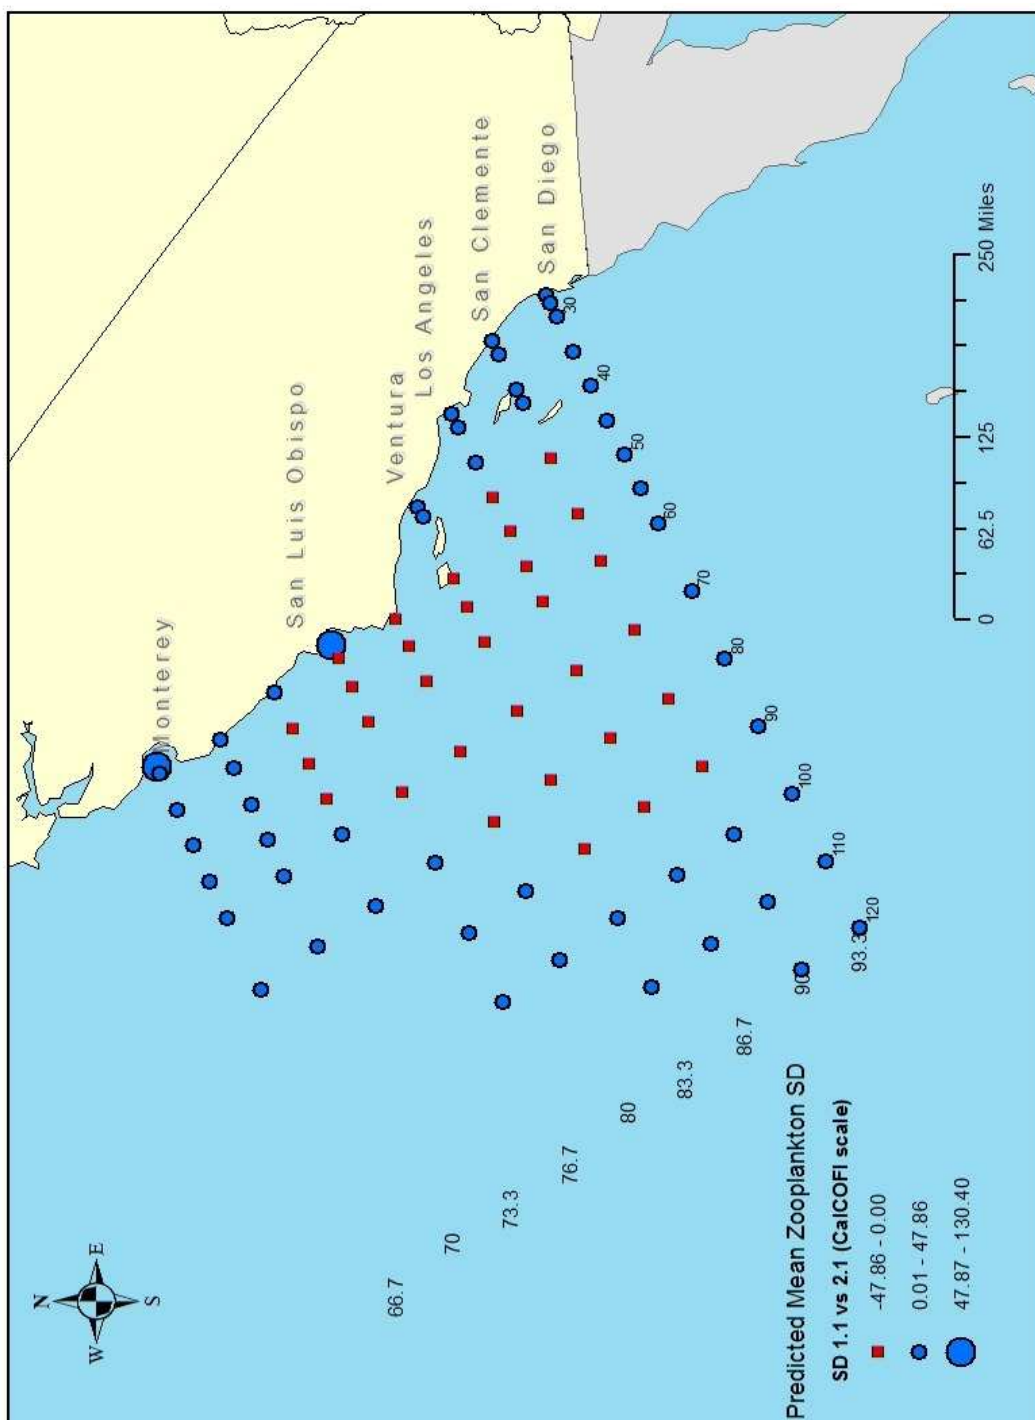 Monterey
San Luis Obispo
Ventura
Los Angeles
San Clemente
San Diego
30
40
50
60
70
80
90
100
110
120
66.7
70
73.3
76.7
80
83.3
86.7
90
93.3
N
W
E
S
Predicted Mean Zooplankton SD
SD 1.1 vs 2.1 (CalCOFI scale)
-47.86 - 0.00
0.01 - 47.86
47.87 - 130.40
0 62.5 125 250 Miles